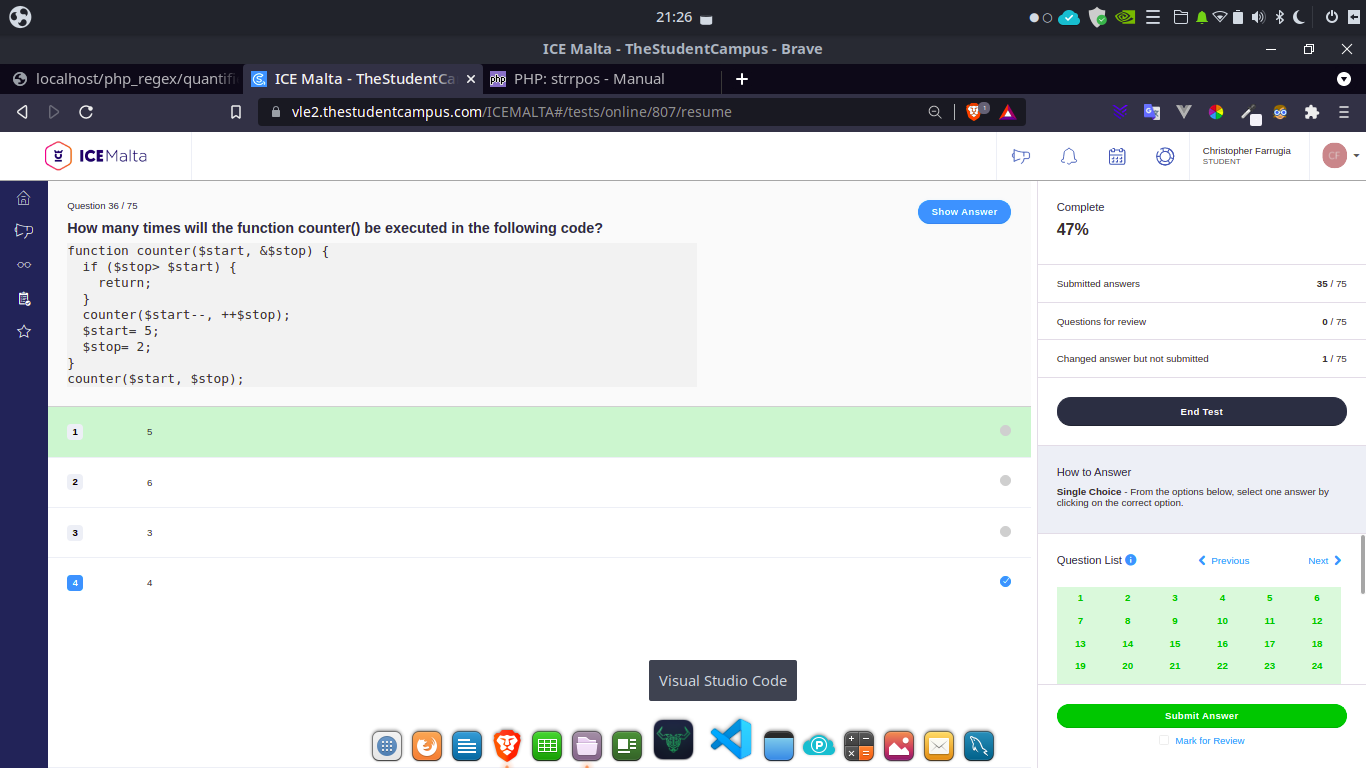 21:26
ICE Malta - TheStudentCampus - Brave
localhost/php_regex/quantifi
ICE Malta - TheStudentCa
PHP: strrpos - Manual
vle2.thestudentcampus.com/ICEMALTA#/tests/online/807/resume
1
ICEMalta
Christopher Farrugia
STUDENT
CF
Question 36 / 75
Show Answer
How many times will the function counter() be executed in the following code?
function counter($start, &$stop) {
if ($stop> $start) {
return;
}
counter($start--, ++$stop);
$start= 5;
$stop= 2;
}
counter($start, $stop);
1 5
2 6
3 3
4 4
Complete
47%
Submitted answers 35 / 75
Questions for review 0 / 75
Changed answer but not submitted 1 / 75
End Test
How to Answer
Single Choice - From the options below, select one answer by
clicking on the correct option.
Question List Previous Next
1 2 3 4 5 6
7 8 9 10 11 12
13 14 15 16 17 18
19 20 21 22 23 24
Submit Answer
Mark for Review
Visual Studio Code